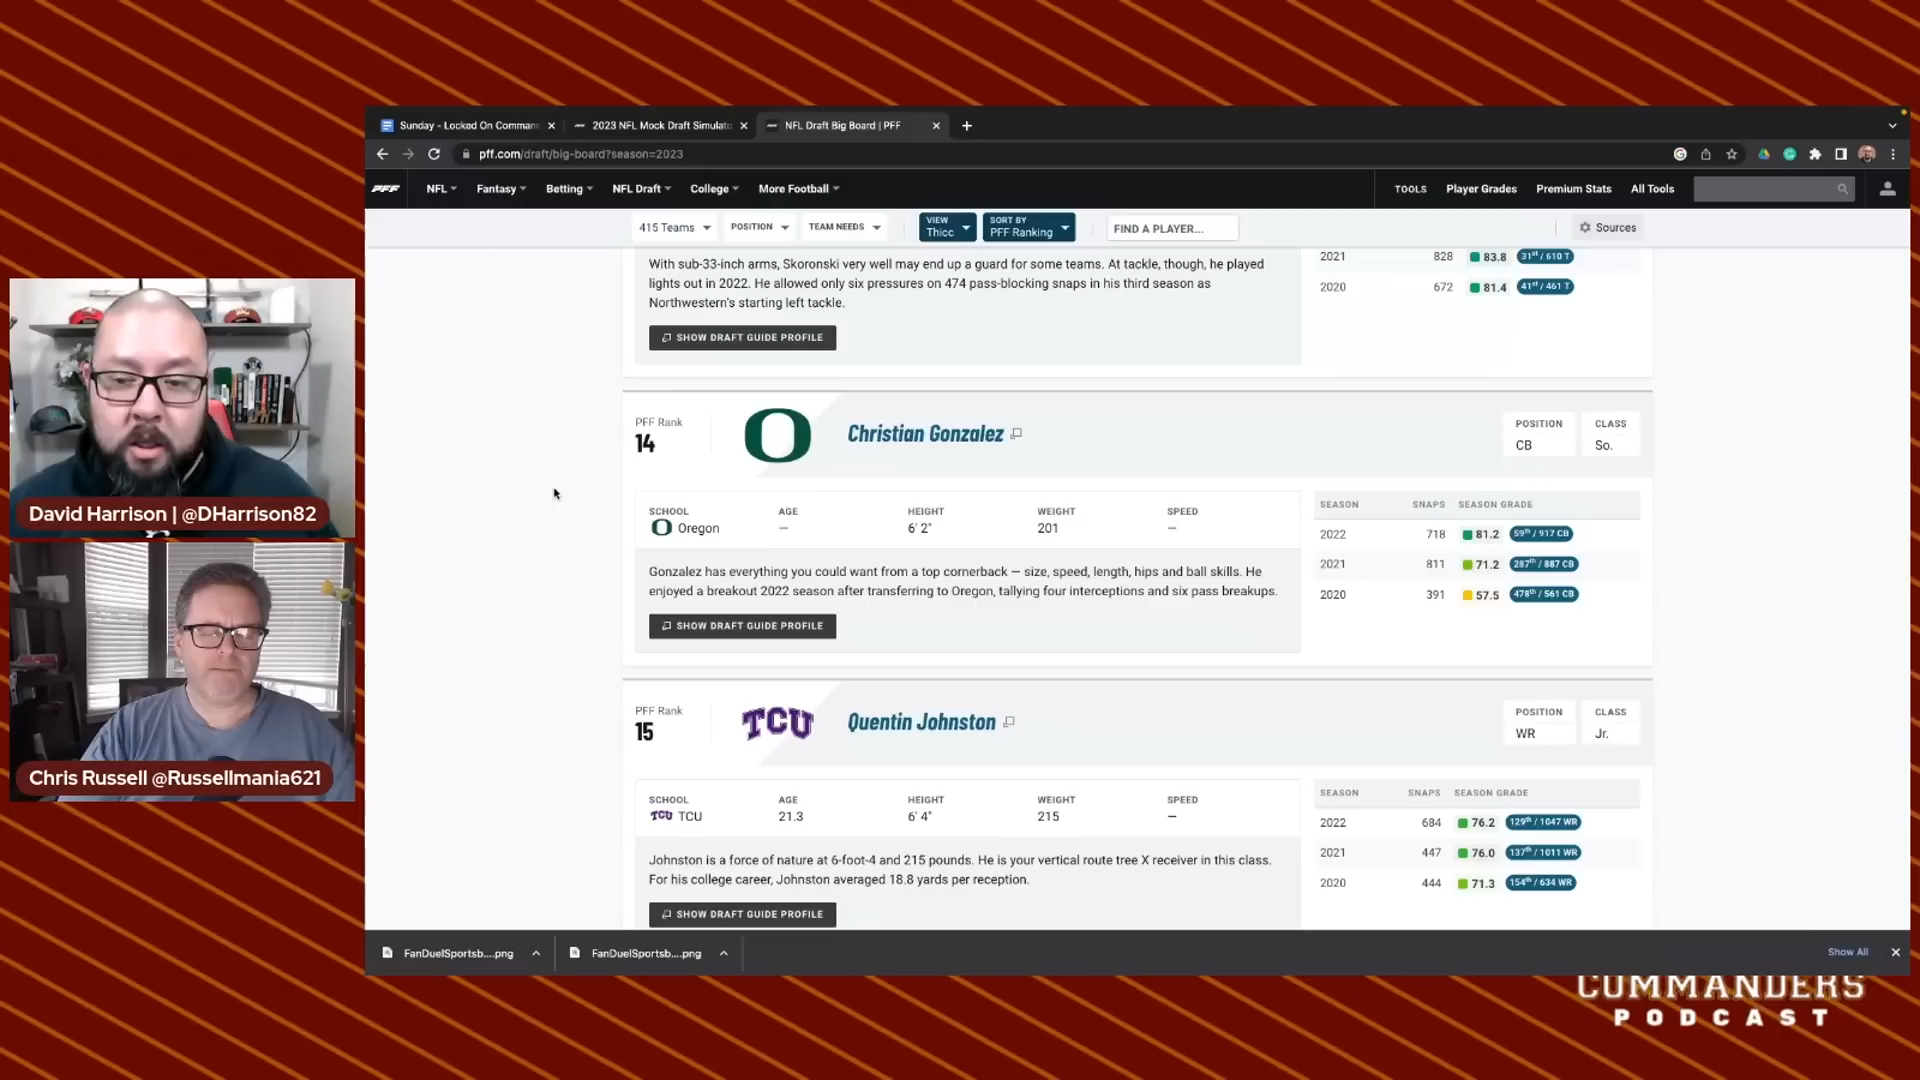 Sunday - Locked On Comman
2023 NFL Mock Draft Simulato
NFL Draft Big Board | PFF
pff.com/draft/big-board?season=2023
PFF
NFL
Fantasy
Betting
NFL Draft
College
More Football
TOOLS
Player Grades
Premium Stats
All Tools
415 Teams
POSITION
TEAM NEEDS
VIEW
Thicc
SORT BY
PFF Ranking
FIND A PLAYER...
Sources
With sub-33-inch arms, Skoronski very well may end up a guard for some teams. At tackle, though, he played
lights out in 2022. He allowed only six pressures on 474 pass-blocking snaps in his third season as
Northwestern's starting left tackle.
SHOW DRAFT GUIDE PROFILE
2021 828 83.8 31st / 610 T
2020 672 81.4 41st / 461 T
PFF Rank
14
O
Christian Gonzalez
POSITION
CB
CLASS
So.
SCHOOL AGE HEIGHT WEIGHT SPEED
Oregon — 6' 2" 201 —
Gonzalez has everything you could want from a top cornerback — size, speed, length, hips and ball skills. He
enjoyed a breakout 2022 season after transferring to Oregon, tallying four interceptions and six pass breakups.
SHOW DRAFT GUIDE PROFILE
SEASON SNAPS SEASON GRADE
2022 718 81.2 59th / 917 CB
2021 811 71.2 287th / 887 CB
2020 391 57.5 478th / 561 CB
PFF Rank
15
TCU
Quentin Johnston
POSITION
WR
CLASS
Jr.
SCHOOL AGE HEIGHT WEIGHT SPEED
TCU TCU 21.3 6' 4" 215 —
Johnston is a force of nature at 6-foot-4 and 215 pounds. He is your vertical route tree X receiver in this class.
For his college career, Johnston averaged 18.8 yards per reception.
SHOW DRAFT GUIDE PROFILE
SEASON SNAPS SEASON GRADE
2022 684 76.2 129th / 1047 WR
2021 447 76.0 137th / 1011 WR
2020 444 71.3 154th / 634 WR
FanDuelSportsb....png
FanDuelSportsb....png
Show All
David Harrison | @DHarrison82
Chris Russell @Russellmania621
COMMANDERS
PODCAST